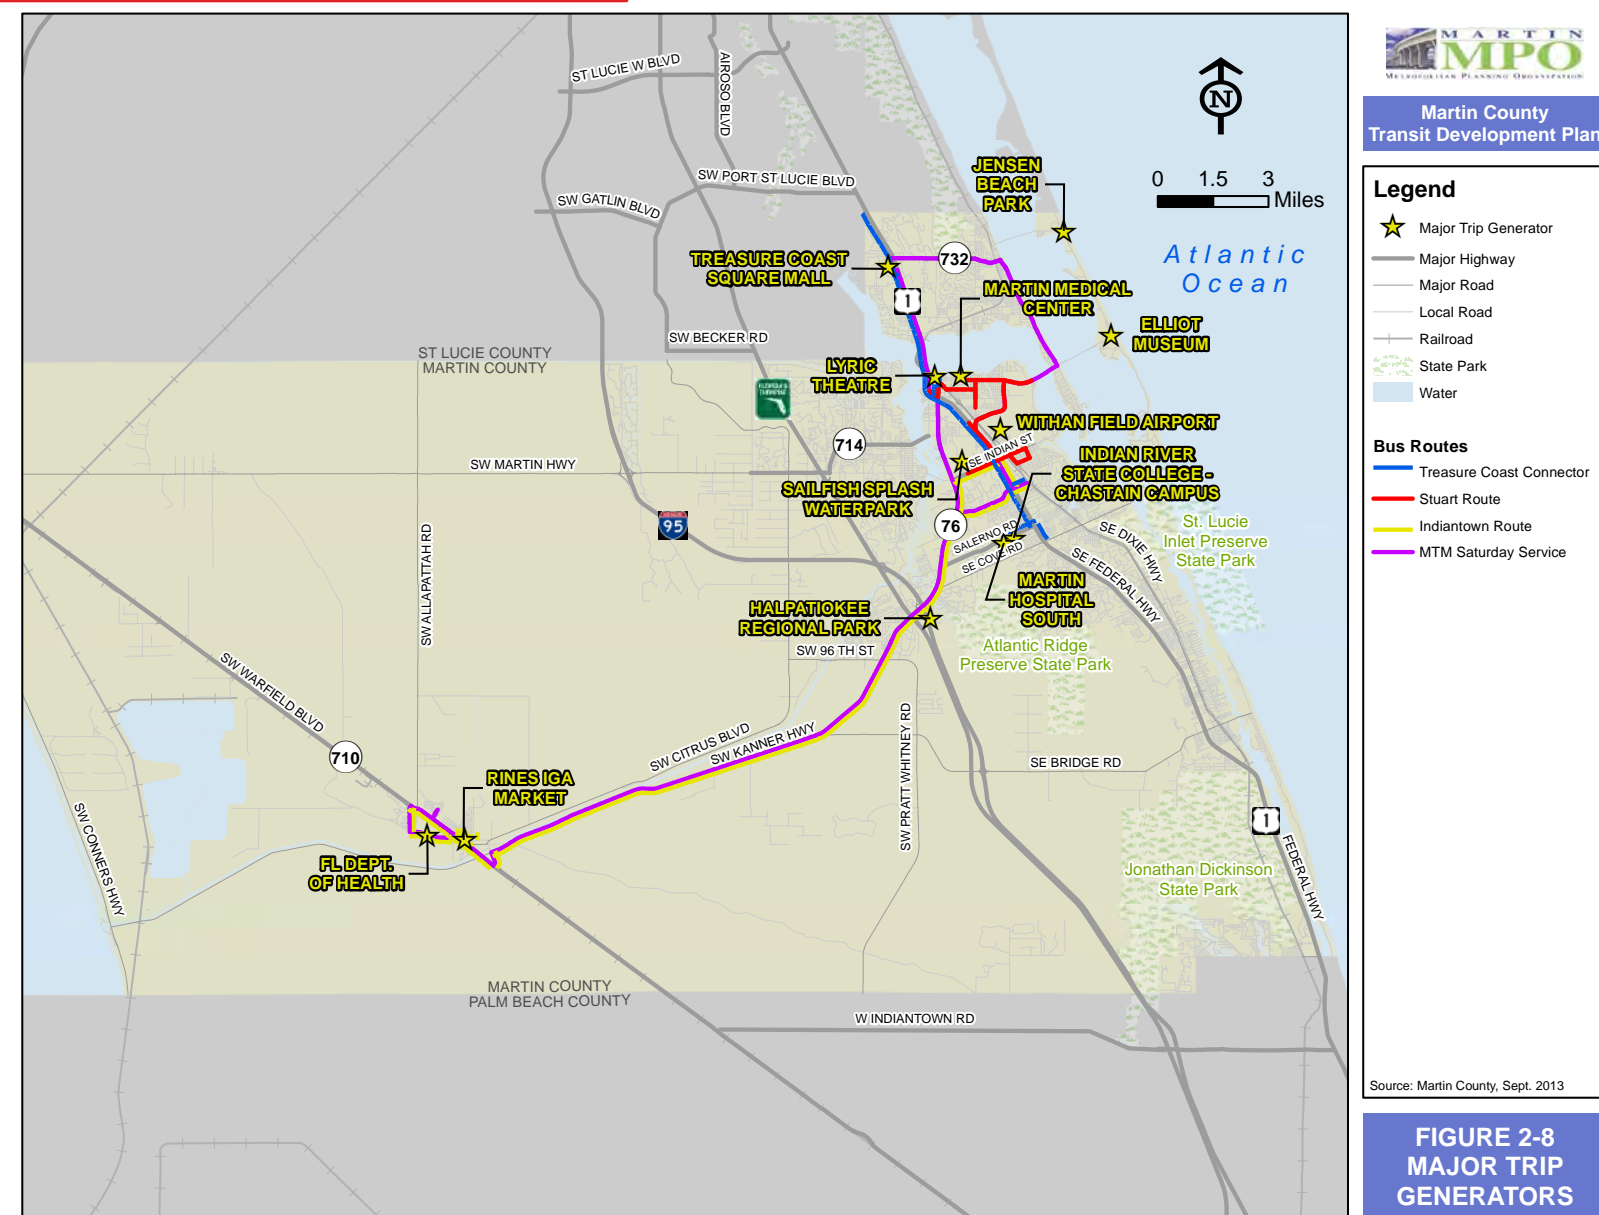 ST LUCIE W BLVD
AIROSO BLVD
N
JENSEN
BEACH
PARK
0 1.5 3
Miles
SW PORT ST LUCIE BLVD
SW GATLIN BLVD
TREASURE COAST
SQUARE MALL
732
Atlantic
Ocean
1
MARTIN MEDICAL
CENTER
ELLIOT
MUSEUM
SW BECKER RD
ST LUCIE COUNTY
MARTIN COUNTY
LYRIC
THEATRE
WITHAN FIELD AIRPORT
714
SE INDIAN ST
SW MARTIN HWY
INDIAN RIVER
STATE COLLEGE -
CHASTAIN CAMPUS
SAILFISH SPLASH
WATERPARK
95
76
SALERNO RD
SE COVE RD
SE DIXIE HWY
St. Lucie
Inlet Preserve
State Park
SE FEDERAL HWY
SW ALLAPATTAH RD
MARTIN
HOSPITAL
SOUTH
HALPATIOKEE
REGIONAL PARK
SW 96 TH ST
Atlantic Ridge
Preserve State Park
SW WARFIELD BLVD
710
SW CITRUS BLVD
SW KANNER HWY
SW PRATT WHITNEY RD
SE BRIDGE RD
RINES IGA
MARKET
SW CONNERS HWY
FL DEPT.
OF HEALTH
1
FEDERAL HWY
Jonathan Dickinson
State Park
MARTIN COUNTY
PALM BEACH COUNTY
W INDIANTOWN RD
MARTIN
MPO
METROPOLITAN PLANNING ORGANIZATION
Martin County
Transit Development Plan
Legend
Major Trip Generator
Major Highway
Major Road
Local Road
Railroad
State Park
Water
Bus Routes
Treasure Coast Connector
Stuart Route
Indiantown Route
MTM Saturday Service
Source: Martin County, Sept. 2013
FIGURE 2-8
MAJOR TRIP
GENERATORS